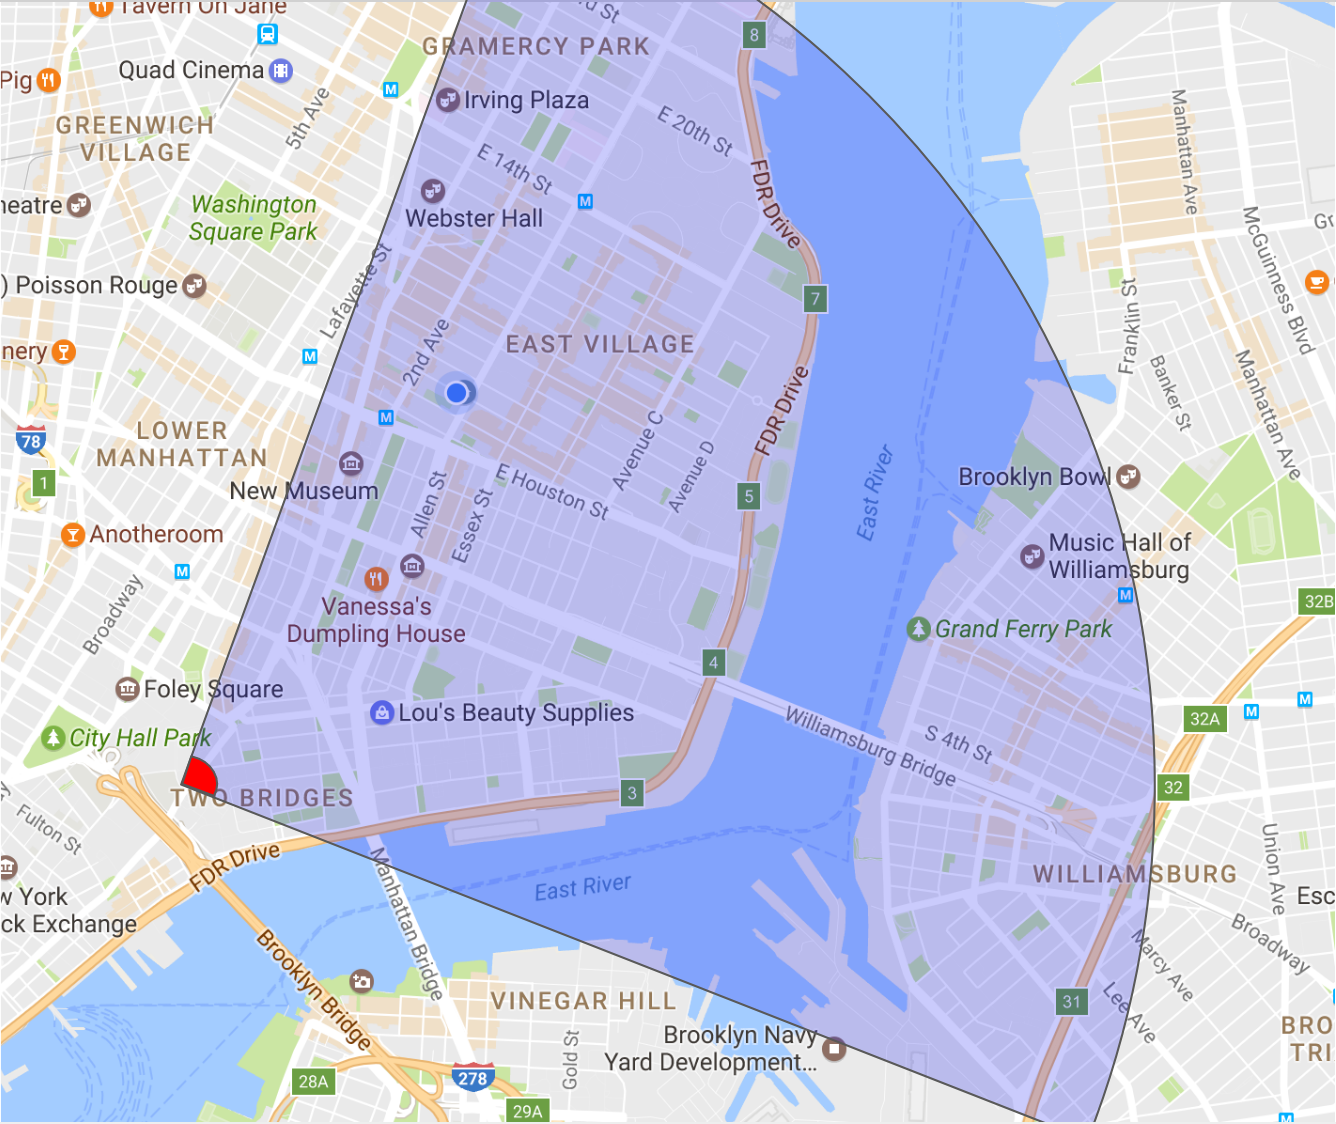 Tavern On Jane
rd St
8
GRAMERCY PARK
Quad Cinema
M
Pig
Irving Plaza
5th Ave
E 20th St
Manhattan Ave
GREENWICH
VILLAGE
E 14th St
FDR Drive
Webster Hall
M
heatre
Washington
Square Park
McGuinness Blvd
Gr
) Poisson Rouge
Lafayette St
7
Franklin St
nery
M
2nd Ave
EAST VILLAGE
FDR Drive
Banker St
Manhattan Ave
M
78
LOWER
MANHATTAN
1
New Museum
Allen St
Essex St
E Houston St
Avenue C
Avenue D
5
East River
Brooklyn Bowl
Anotheroom
M
Broadway
Vanessa's
Dumpling House
Music Hall of
Williamsburg
M
32B
Grand Ferry Park
4
Foley Square
City Hall Park
Lou's Beauty Supplies
Williamsburg Bridge
S 4th St
M
M
32A
32
TWO BRIDGES
3
Fulton St
FDR Drive
Manhattan Bridge
East River
WILLIAMSBURG
Union Ave
w York
ck Exchange
Esc
Broadway
Marcy Ave
Lee Ave
Brooklyn Bridge
VINEGAR HILL
31
Brooklyn Navy
Yard Development...
Gold St
BRO
TRI
28A
278
29A
M